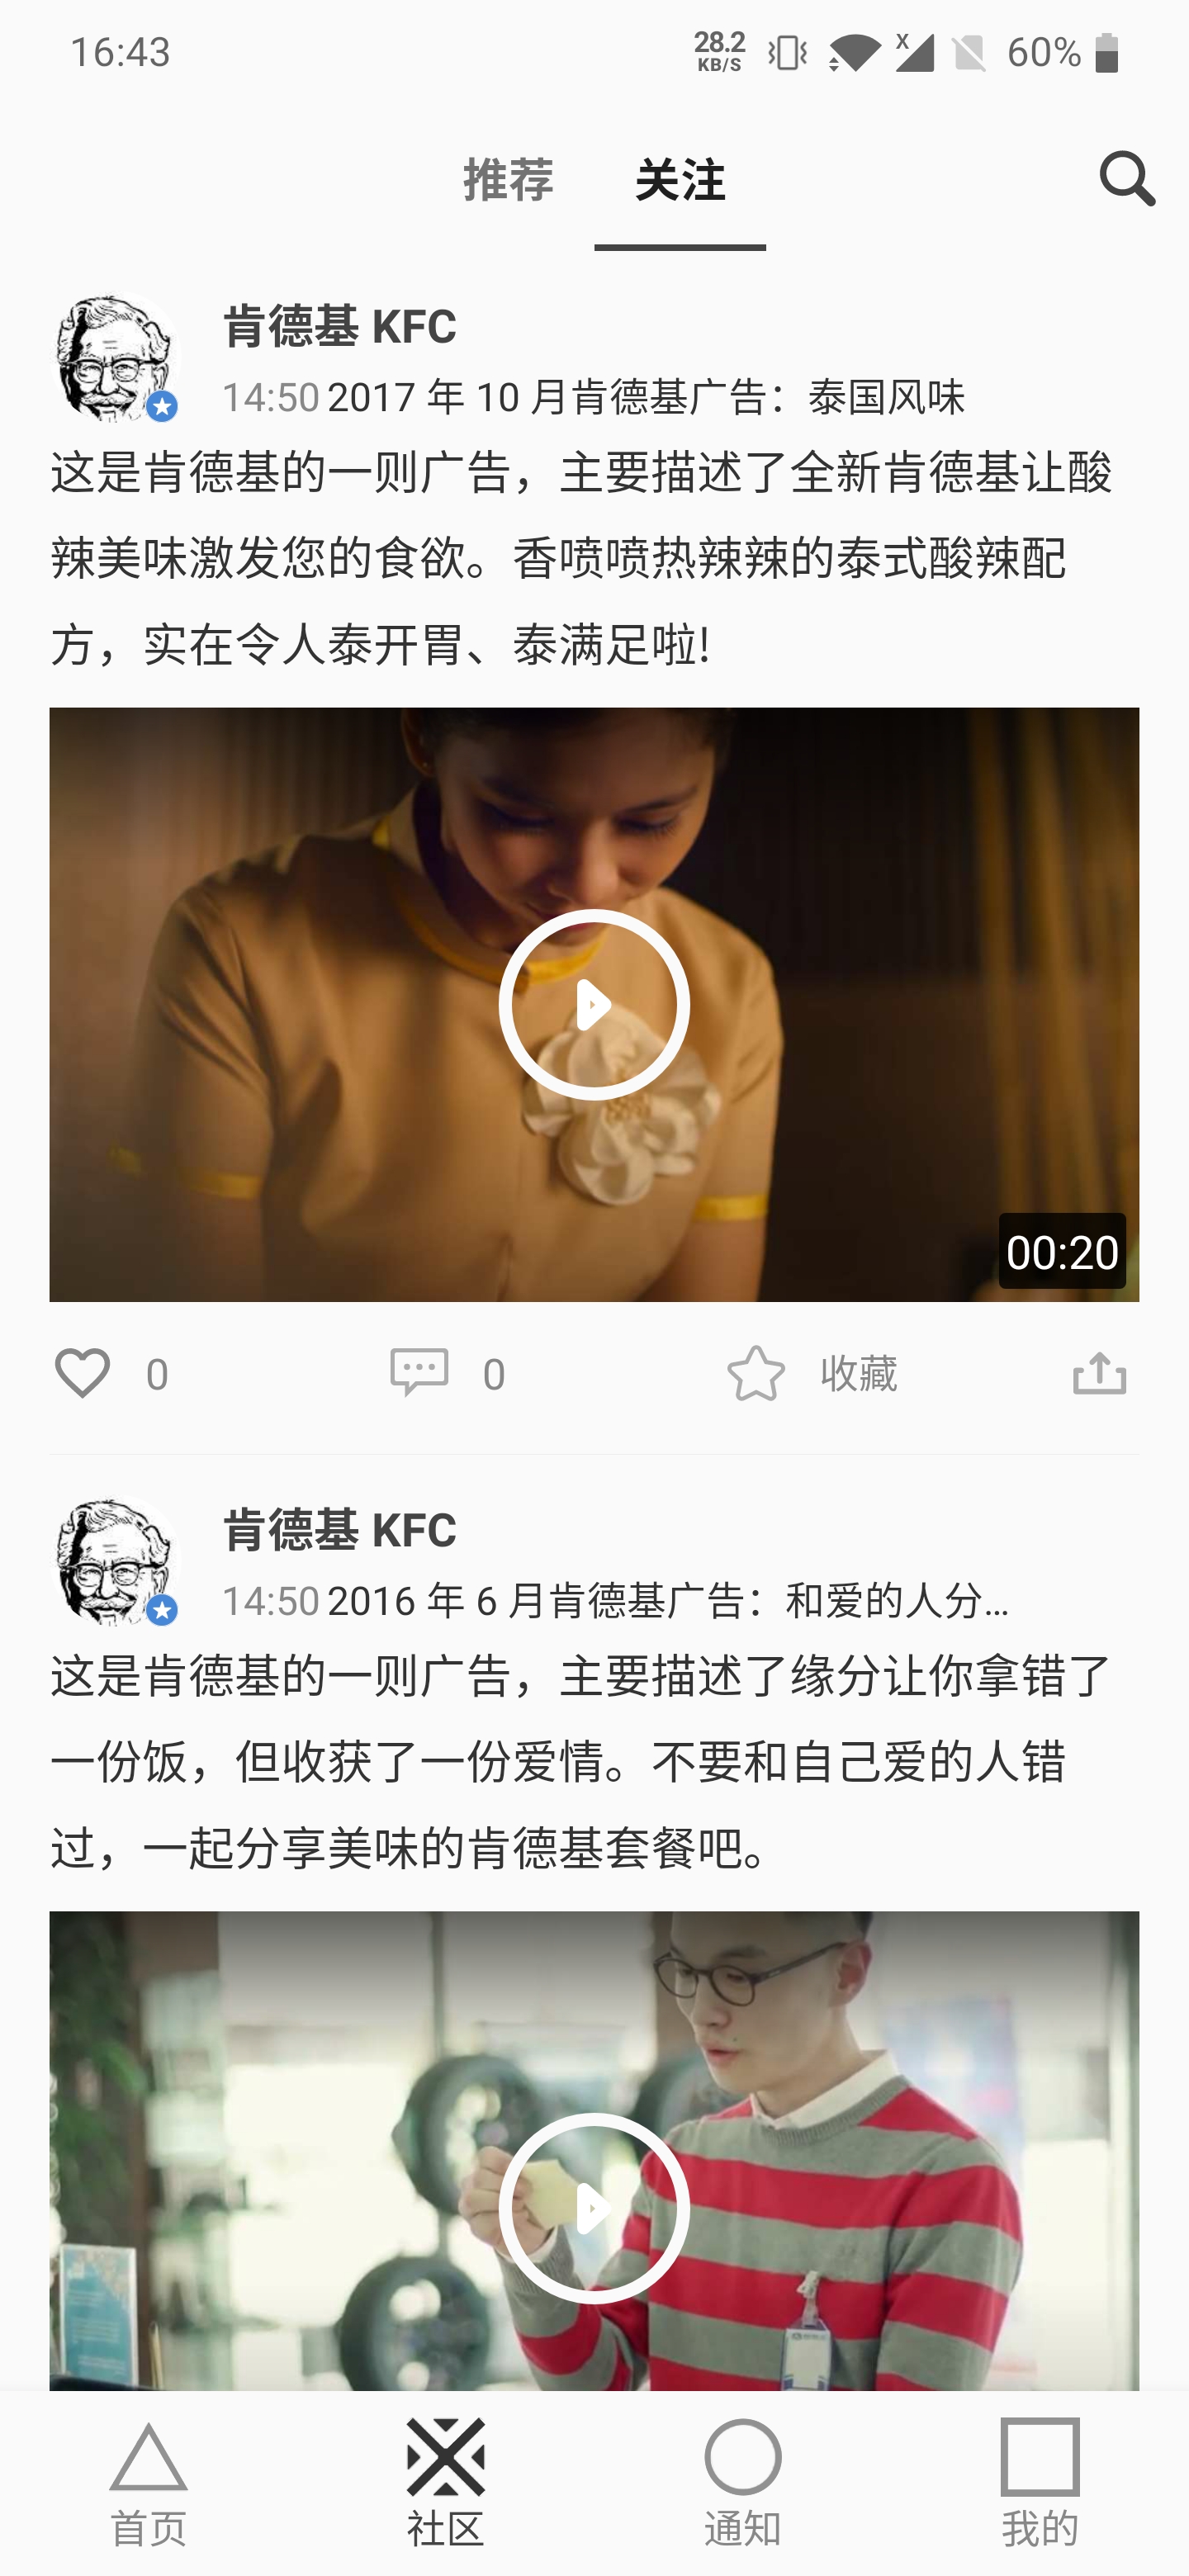 16:43
28.2
KB/S
X
60%
推荐
关注
肯德基 KFC
14:50 2017 年 10 月肯德基广告：泰国风味
这是肯德基的一则广告，主要描述了全新肯德基让酸
辣美味激发您的食欲。香喷喷热辣辣的泰式酸辣配
方，实在令人泰开胃、泰满足啦!
00:20
0
0
收藏
肯德基 KFC
14:50 2016 年 6 月肯德基广告：和爱的人分...
这是肯德基的一则广告，主要描述了缘分让你拿错了
一份饭，但收获了一份爱情。不要和自己爱的人错
过，一起分享美味的肯德基套餐吧。
首页
社区
通知
我的